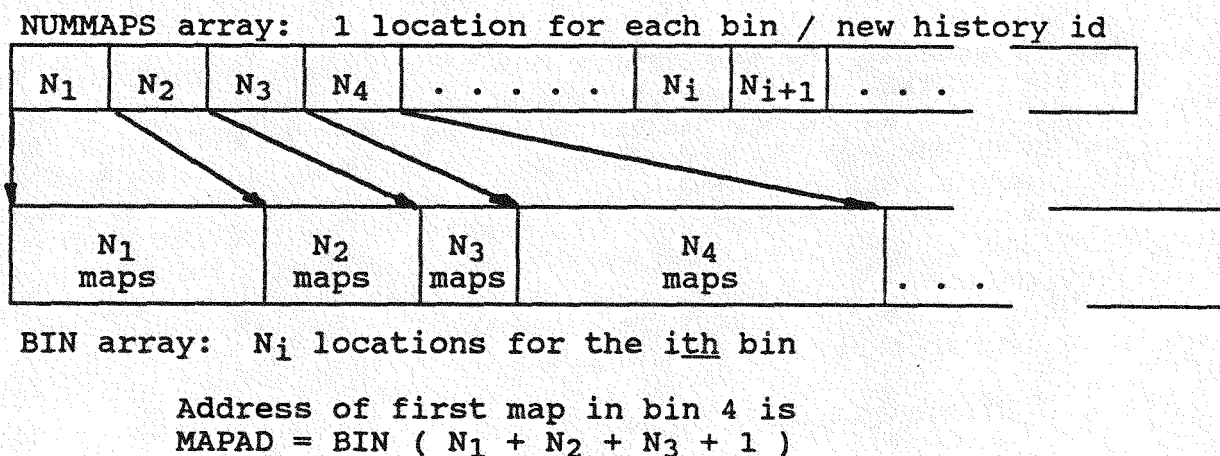 NUMMAPS array: 1 location for each bin / new history id
N1 N2 N3 N4 . . . . . Ni Ni+1 . . .
N1 maps N2 maps N3 maps N4 maps . . .
BIN array: Ni locations for the ith bin
Address of first map in bin 4 is
MAPAD = BIN ( N1 + N2 + N3 + 1 )